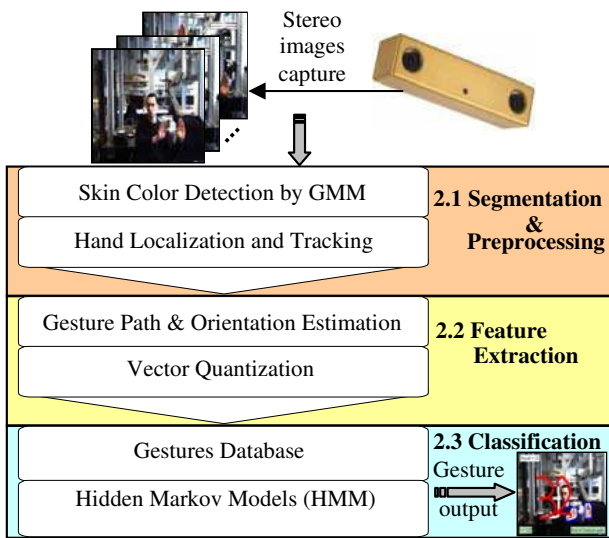 Stereo
images
capture
Skin Color Detection by GMM
Hand Localization and Tracking
2.1 Segmentation
&
Preprocessing
Gesture Path & Orientation Estimation
Vector Quantization
2.2 Feature
Extraction
Gestures Database
Hidden Markov Models (HMM)
2.3 Classification
Gesture
output